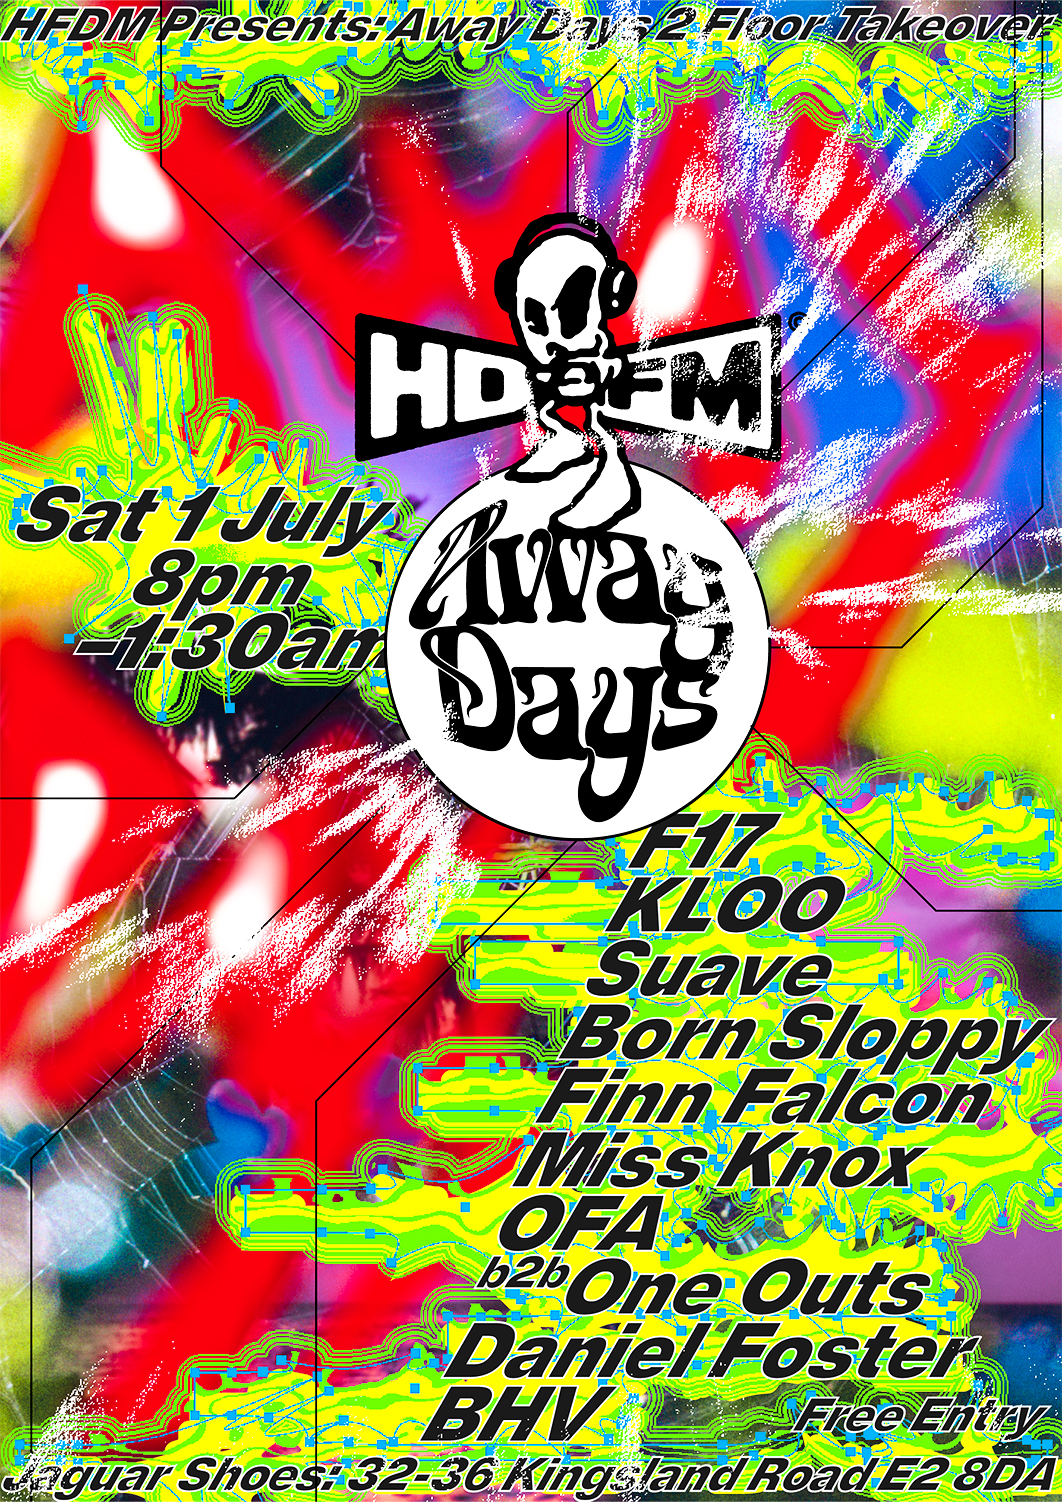 HFDM Presents: Away Days 2 Floor Takeover
HDFM
®
Away
Days
Sat 1 July
8pm
-1:30am
F17
KLOO
Suave
Born Sloppy
Finn Falcon
Miss Knox
OFA
b2b One Outs
Daniel Foster
BHV
Free Entry
Jaguar Shoes: 32-36 Kingsland Road E2 8DA